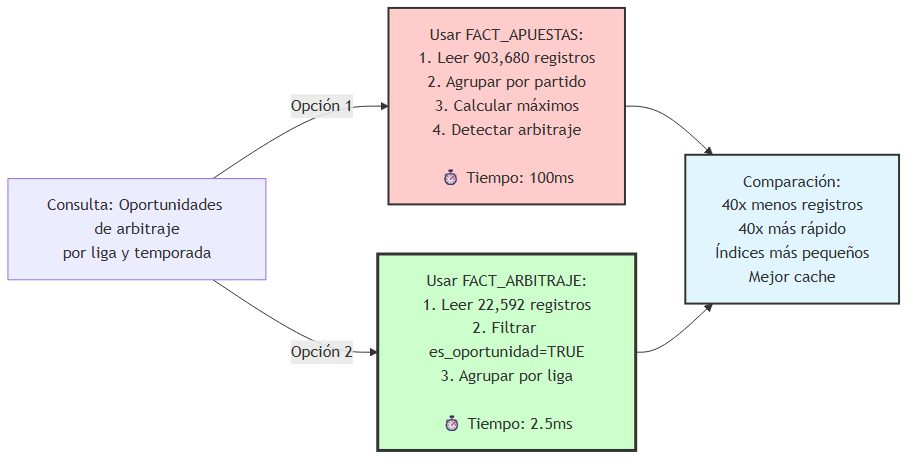 Consulta: Oportunidades
de arbitraje
por liga y temporada
Opción 1
Usar FACT_APUESTAS:
1. Leer 903,680 registros
2. Agrupar por partido
3. Calcular máximos
4. Detectar arbitraje
⏱ Tiempo: 100ms
Opción 2
Usar FACT_ARBITRAJE:
1. Leer 22,592 registros
2. Filtrar
es_oportunidad=TRUE
3. Agrupar por liga
⏱ Tiempo: 2.5ms
Comparación:
40x menos registros
40x más rápido
Índices más pequeños
Mejor cache